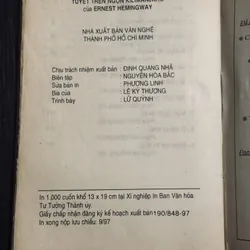 TUYẾT TRÊN NGỌN KILIMANJARO
của ERNEST HEMINGWAY
NHÀ XUẤT BẢN VĂN NGHỆ
THÀNH PHỐ HỒ CHÍ MINH
Chịu trách nhiệm xuất bản : ĐINH QUANG NHÃ
Biên tập : NGUYỄN HÒA BẮC
Sửa bản in : PHƯƠNG LINH
Bìa của : LÊ KÝ THƯƠNG
Trình bày : LỮ QUỲNH
In 1.000 cuốn khổ 13 x 19 cm tại Xí nghiệp In Ban Văn hóa
Tư Tưởng Thành ủy.
Giấy chấp nhận đăng ký kế hoạch xuất bản 190/848-97
In xong nộp lưu chiểu: 9/97